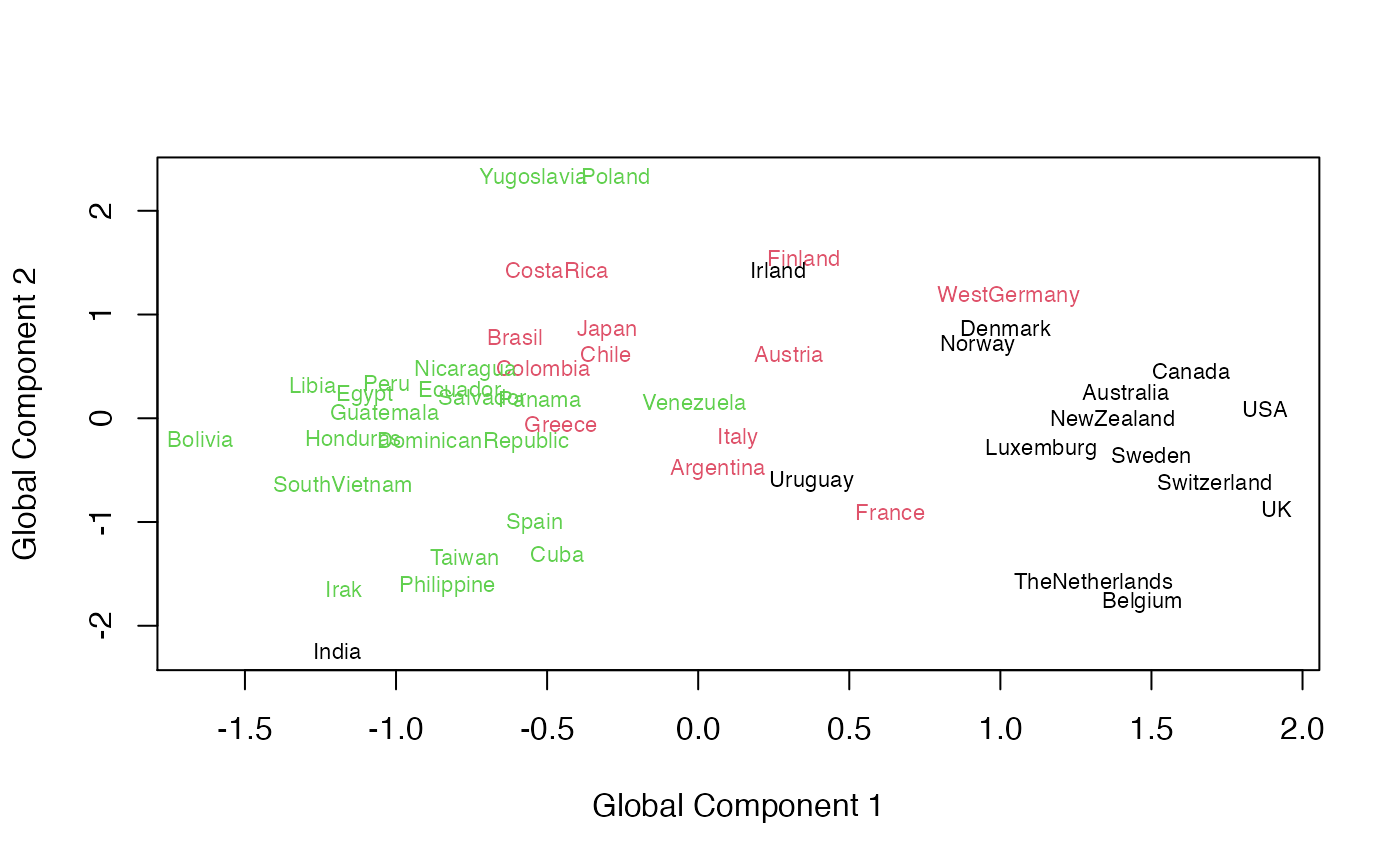 Yugoslavia Poland
Finland
CostaRica Irland
WestGermany
Brasil Japan Denmark
Norway
Chile Austria
Nicaragua Colombia Canada
Libia Peru Egypt Ecuador Salvador Panama Venezuela Australia USA
Guatemala Greece NewZealand
Bolivia Honduras DominicanRepublic Italy Luxemburg Sweden
SouthVietnam Argentina Uruguay Switzerland
Spain France UK
Taiwan Cuba
Irak Philippine TheNetherlands
Belgium
India
2
1
0
-1
-2
Global Component 2
-1.5 -1.0 -0.5 0.0 0.5 1.0 1.5 2.0
Global Component 1